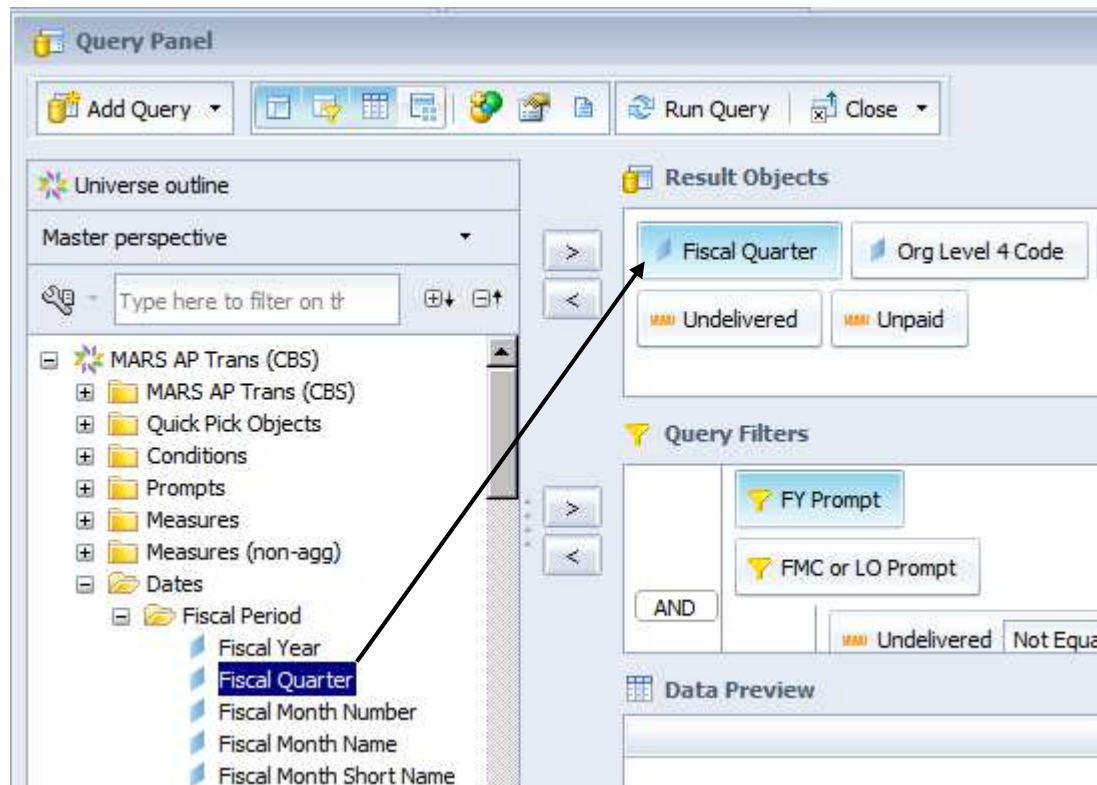 Query Panel
Add Query
Run Query
Close
Universe outline
Master perspective
Type here to filter on th
MARS AP Trans (CBS)
MARS AP Trans (CBS)
Quick Pick Objects
Conditions
Prompts
Measures
Measures (non-agg)
Dates
Fiscal Period
Fiscal Year
Fiscal Quarter
Fiscal Month Number
Fiscal Month Name
Fiscal Month Short Name
>
<
>
<
Result Objects
Fiscal Quarter Org Level 4 Code
Undelivered Unpaid
Query Filters
FY Prompt
FMC or LO Prompt
AND
Undelivered Not Equa
Data Preview